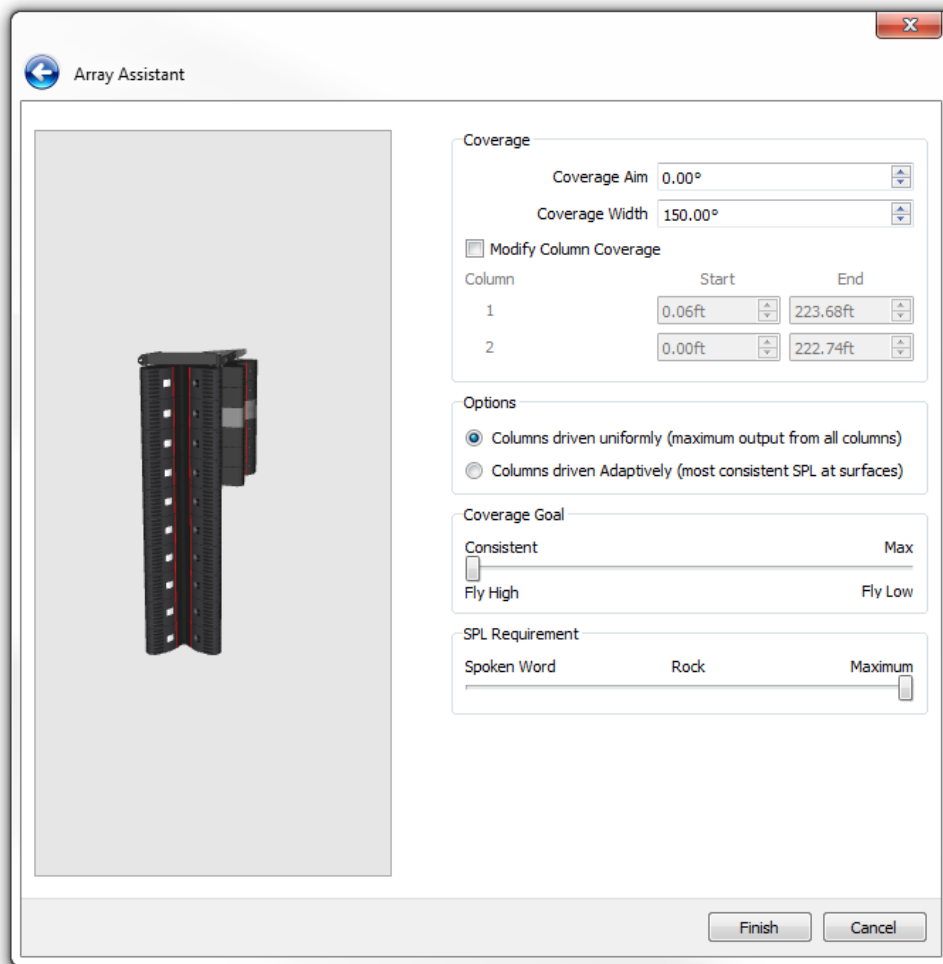 Array Assistant
Coverage
Coverage Aim 0.00°
Coverage Width 150.00°
Modify Column Coverage
Column Start End
1 0.06ft 223.68ft
2 0.00ft 222.74ft
Options
Columns driven uniformly (maximum output from all columns)
Columns driven Adaptively (most consistent SPL at surfaces)
Coverage Goal
Consistent Max
Fly High Fly Low
SPL Requirement
Spoken Word Rock Maximum
Finish Cancel